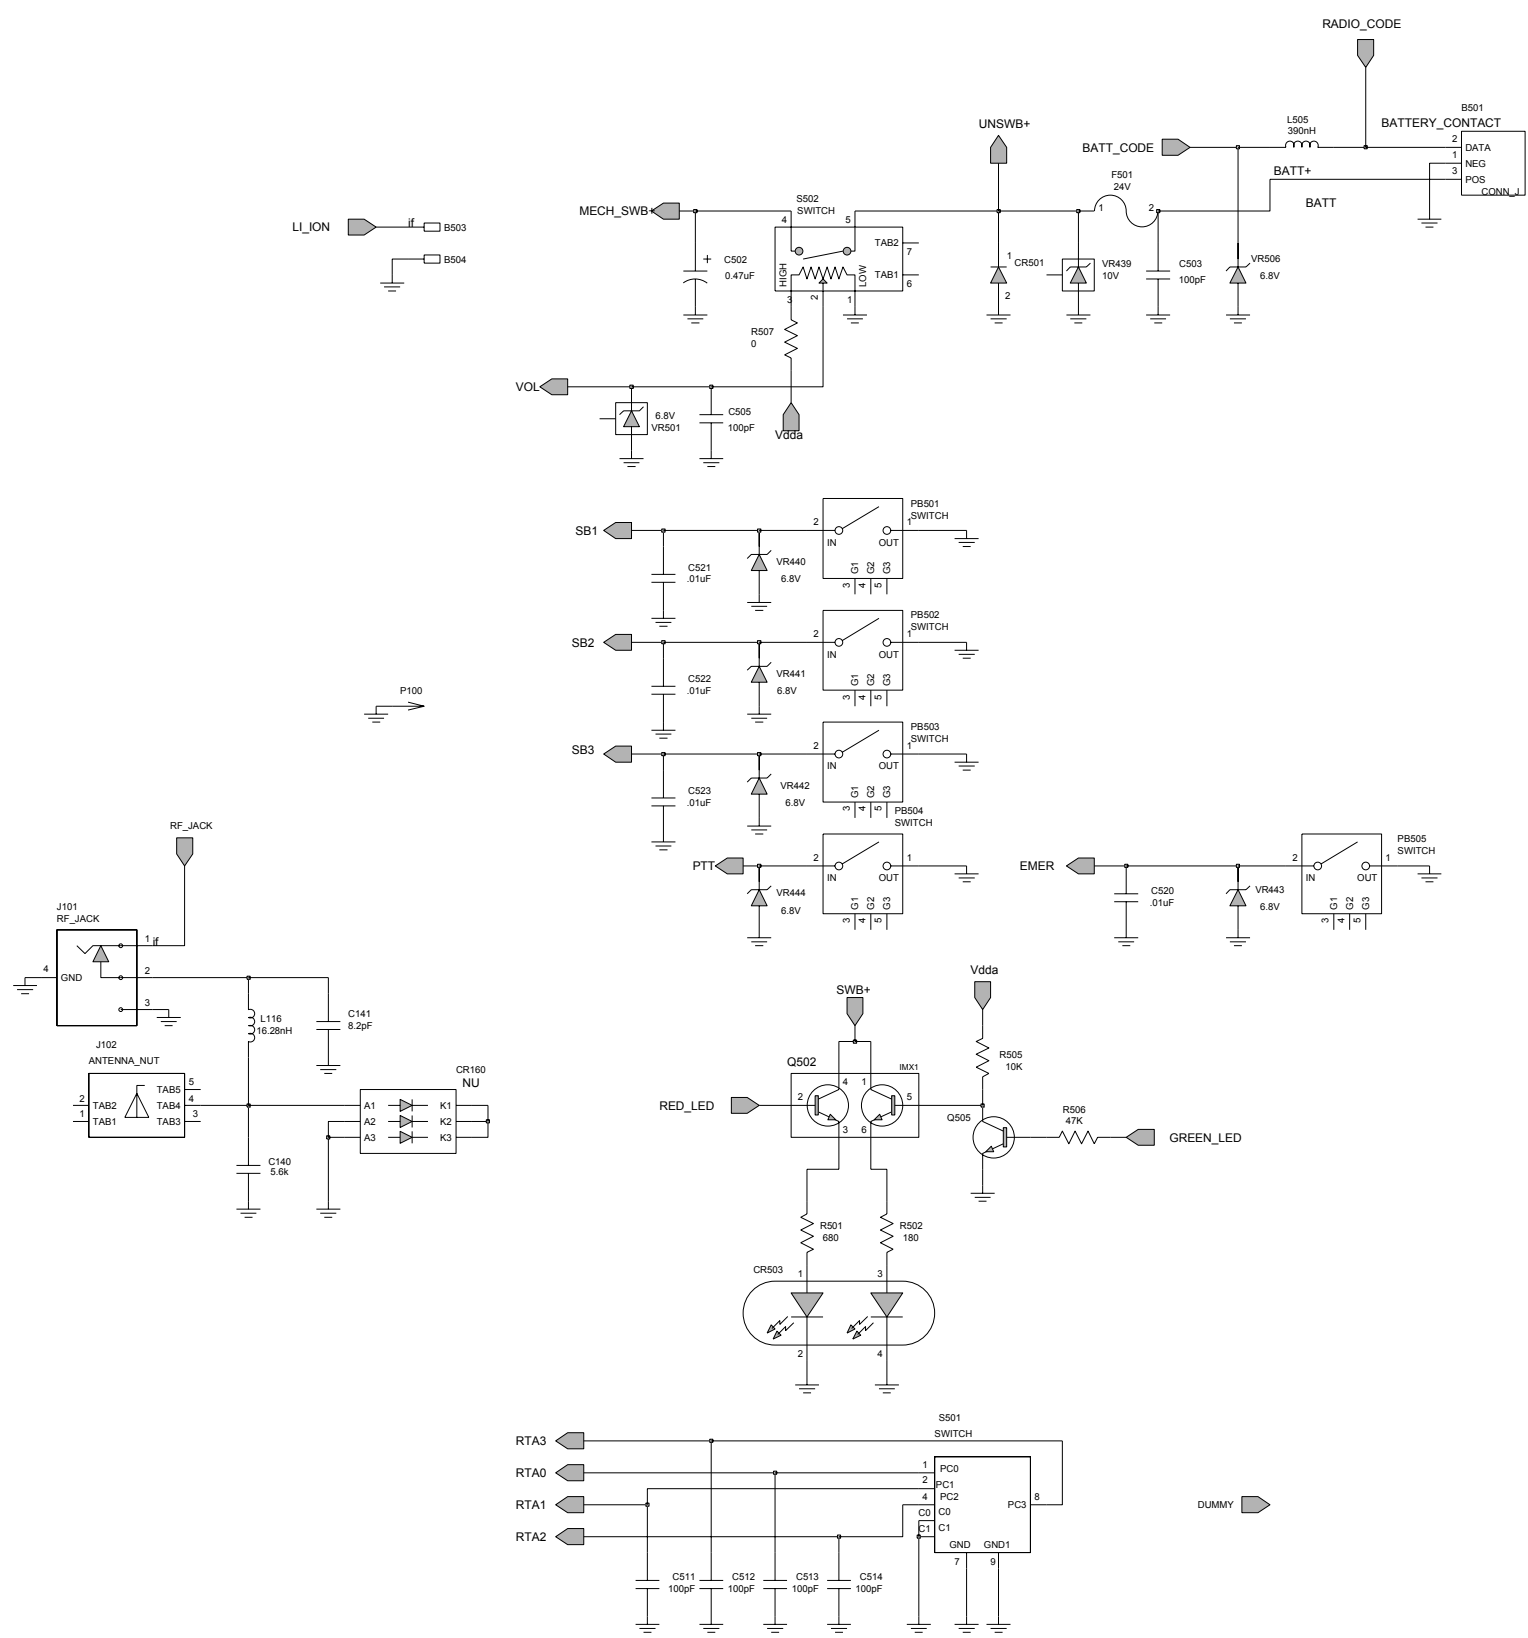 RADIO_CODE
B501
BATTERY_CONTACT
L505
390nH
UNSWB+
BATT_CODE
2
DATA
1
NEG
3
POS
CONN_J
BATT+
BATT
F501
24V
1
2
S502
SWITCH
MECH_SWB+
4
5
TAB2
7
TAB1
6
HIGH
LOW
3
2
1
+
C502
0.47uF
1
CR501
2
VR439
10V
C503
100pF
VR506
6.8V
LI_ION
if
B503
B504
R507
0
VOL
6.8V
VR501
C505
100pF
Vdda
PB501
SWITCH
SB1
2
1
IN
OUT
G1
G2
G3
3
4
5
C521
.01uF
VR440
6.8V
PB502
SWITCH
SB2
2
1
IN
OUT
G1
G2
G3
3
4
5
C522
.01uF
VR441
6.8V
P100
PB503
SWITCH
SB3
2
1
IN
OUT
G1
G2
G3
3
4
5
C523
.01uF
VR442
6.8V
PB504
SWITCH
PTT
2
1
IN
OUT
G1
G2
G3
3
4
5
VR444
6.8V
PB505
SWITCH
EMER
2
1
IN
OUT
G1
G2
G3
3
4
5
C520
.01uF
VR443
6.8V
RF_JACK
J101
RF_JACK
1
if
4
GND
2
3
L116
16.28nH
C141
8.2pF
J102
ANTENNA_NUT
5
TAB5
2
TAB2
TAB4
4
1
TAB1
TAB3
3
CR160
NU
A1
K1
A2
K2
A3
K3
C140
5.6k
SWB+
Vdda
Q502
IMX1
R505
10K
4
1
RED_LED
2
5
3
6
Q505
R506
47K
GREEN_LED
R501
680
R502
180
CR503
1
3
2
4
S501
SWITCH
RTA3
RTA0
1
PC0
2
PC1
RTA1
4
PC2
PC3
8
C0
C0
C1
C1
RTA2
GND
GND1
7
9
DUMMY
C511
100pF
C512
100pF
C513
100pF
C514
100pF